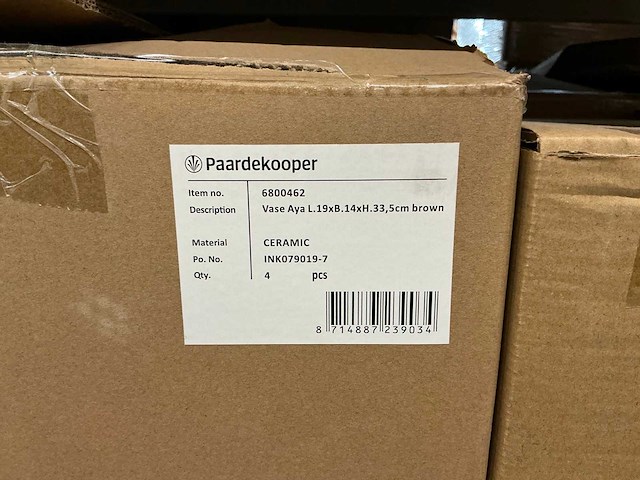 Paardekooper
Item no. 6800462
Description Vase Aya L.19xB.14xH.33,5cm brown
Material CERAMIC
Po. No. INK079019-7
Qty. 4 pcs
8 714887 239034